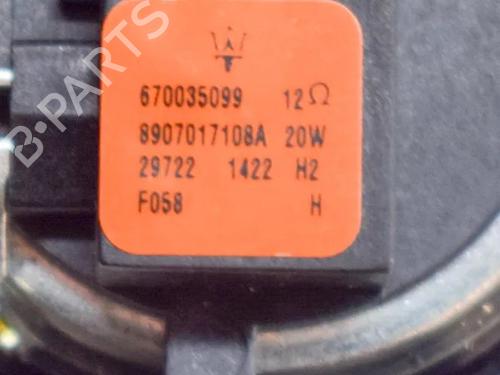 B-PARTS
670035099 12Ω
8907017108A 20W
29722 1422 H2
F058 H